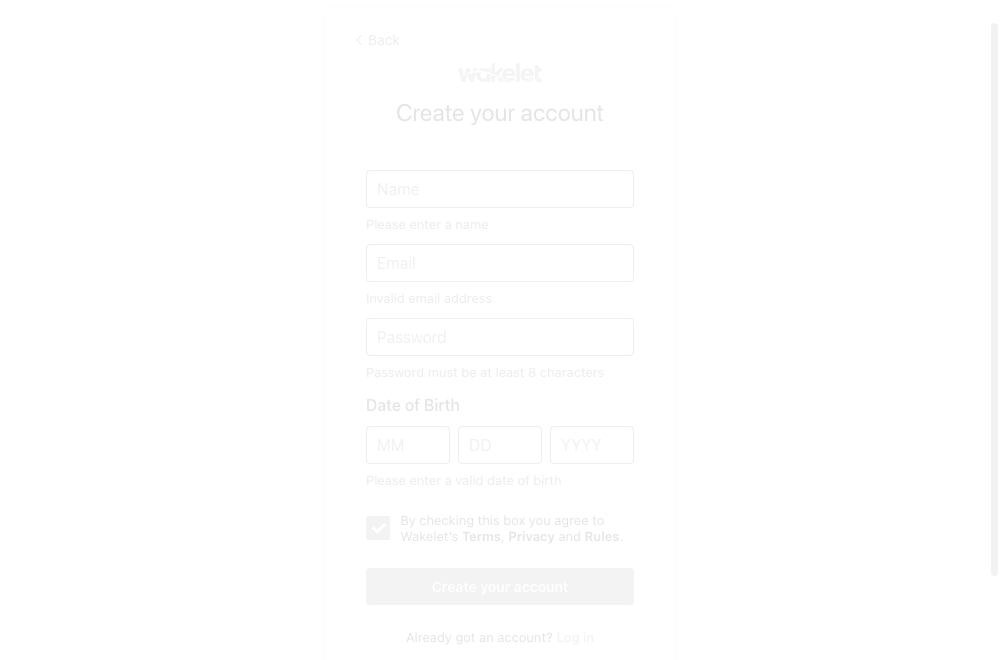 Back
wakelet
Create your account
Name
Please enter a name
Email
Invalid email address
Password
Password must be at least 8 characters
Date of Birth
MM DD YYYY
Please enter a valid date of birth
By checking this box you agree to
Wakelet's Terms, Privacy and Rules.
Create your account
Already got an account? Log in